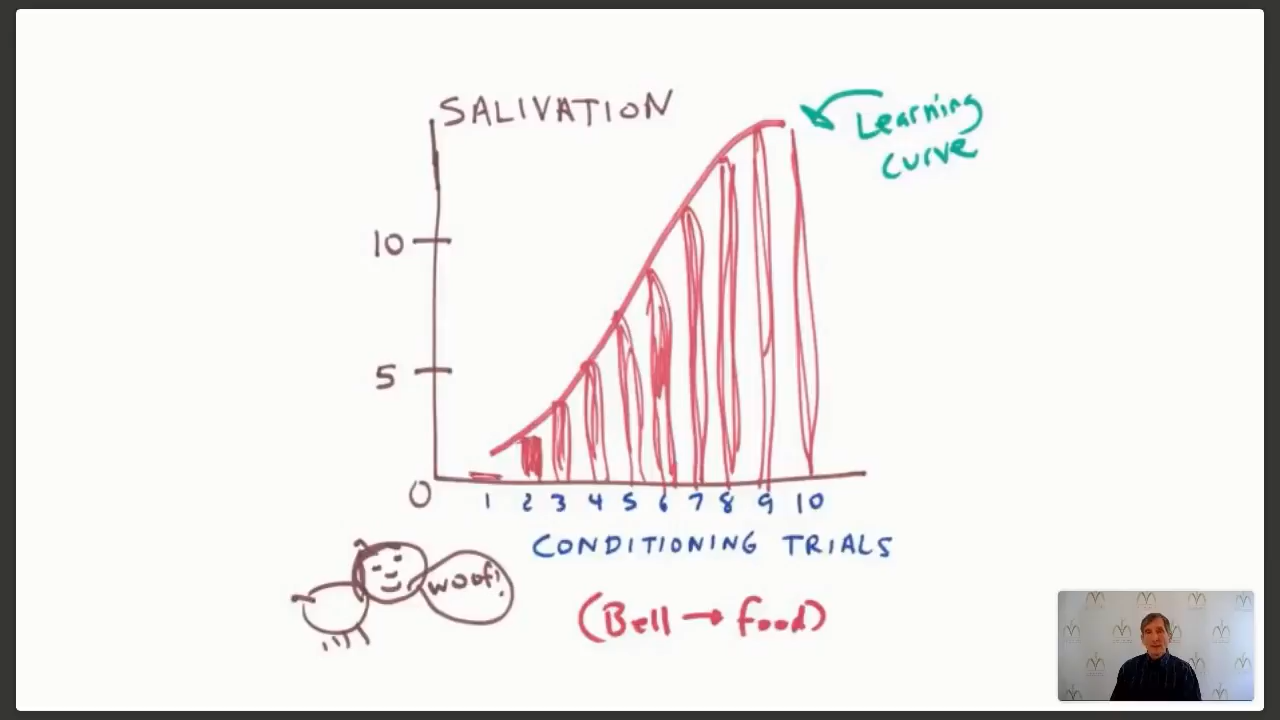 SALIVATION
Learning
curve
10
5
0
1 2 3 4 5 6 7 8 9 10
CONDITIONING TRIALS
woof!
(Bell → food)